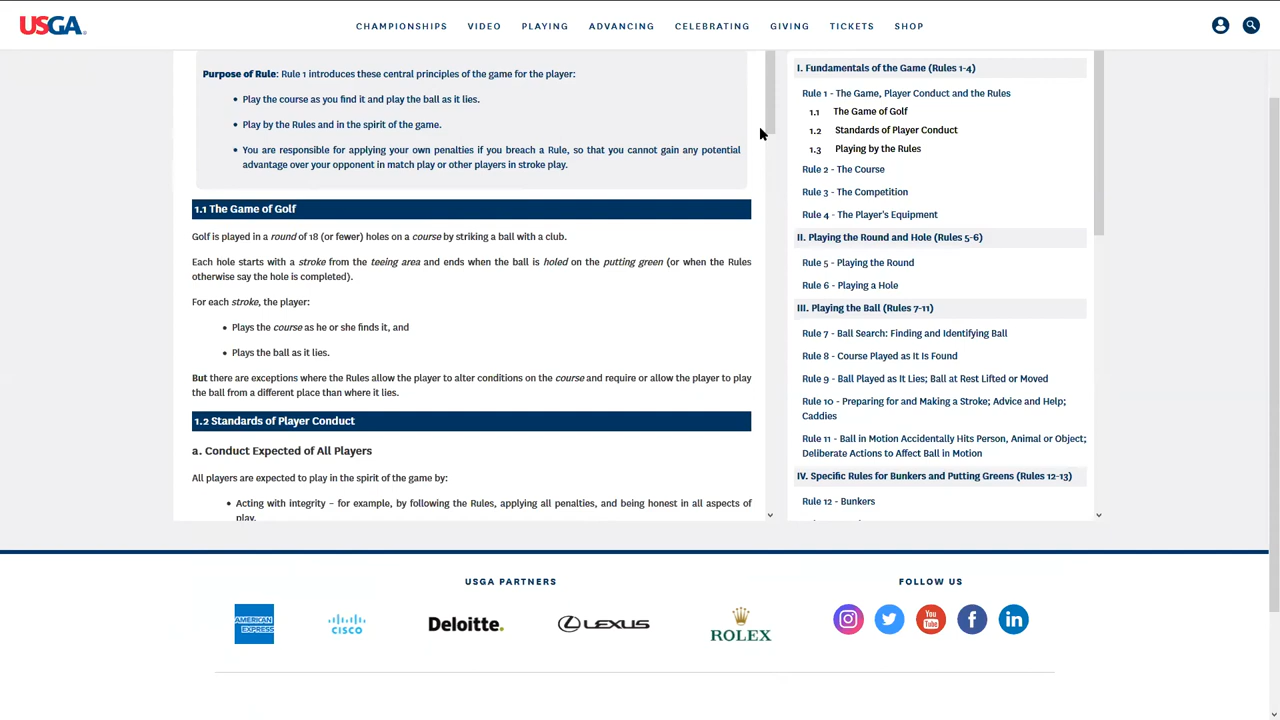 USGA
CHAMPIONSHIPS VIDEO PLAYING ADVANCING CELEBRATING GIVING TICKETS SHOP
Purpose of Rule: Rule 1 introduces these central principles of the game for the player:
• Play the course as you find it and play the ball as it lies.
• Play by the Rules and in the spirit of the game.
• You are responsible for applying your own penalties if you breach a Rule, so that you cannot gain any potential
advantage over your opponent in match play or other players in stroke play.
1.1 The Game of Golf
Golf is played in a round of 18 (or fewer) holes on a course by striking a ball with a club.
Each hole starts with a stroke from the teeing area and ends when the ball is holed on the putting green (or when the Rules
otherwise say the hole is completed).
For each stroke, the player:
• Plays the course as he or she finds it, and
• Plays the ball as it lies.
But there are exceptions where the Rules allow the player to alter conditions on the course and require or allow the player to play
the ball from a different place than where it lies.
1.2 Standards of Player Conduct
a. Conduct Expected of All Players
All players are expected to play in the spirit of the game by:
• Acting with integrity – for example, by following the Rules, applying all penalties, and being honest in all aspects of
play.
I. Fundamentals of the Game (Rules 1-4)
Rule 1 - The Game, Player Conduct and the Rules
1.1 The Game of Golf
1.2 Standards of Player Conduct
1.3 Playing by the Rules
Rule 2 - The Course
Rule 3 - The Competition
Rule 4 - The Player's Equipment
II. Playing the Round and Hole (Rules 5-6)
Rule 5 - Playing the Round
Rule 6 - Playing a Hole
III. Playing the Ball (Rules 7-11)
Rule 7 - Ball Search: Finding and Identifying Ball
Rule 8 - Course Played as It Is Found
Rule 9 - Ball Played as It Lies; Ball at Rest Lifted or Moved
Rule 10 - Preparing for and Making a Stroke; Advice and Help;
Caddies
Rule 11 - Ball in Motion Accidentally Hits Person, Animal or Object;
Deliberate Actions to Affect Ball in Motion
IV. Specific Rules for Bunkers and Putting Greens (Rules 12-13)
Rule 12 - Bunkers
USGA PARTNERS
AMERICAN
EXPRESS
CISCO
Deloitte.
LEXUS
ROLEX
FOLLOW US
You
Tube
f
in